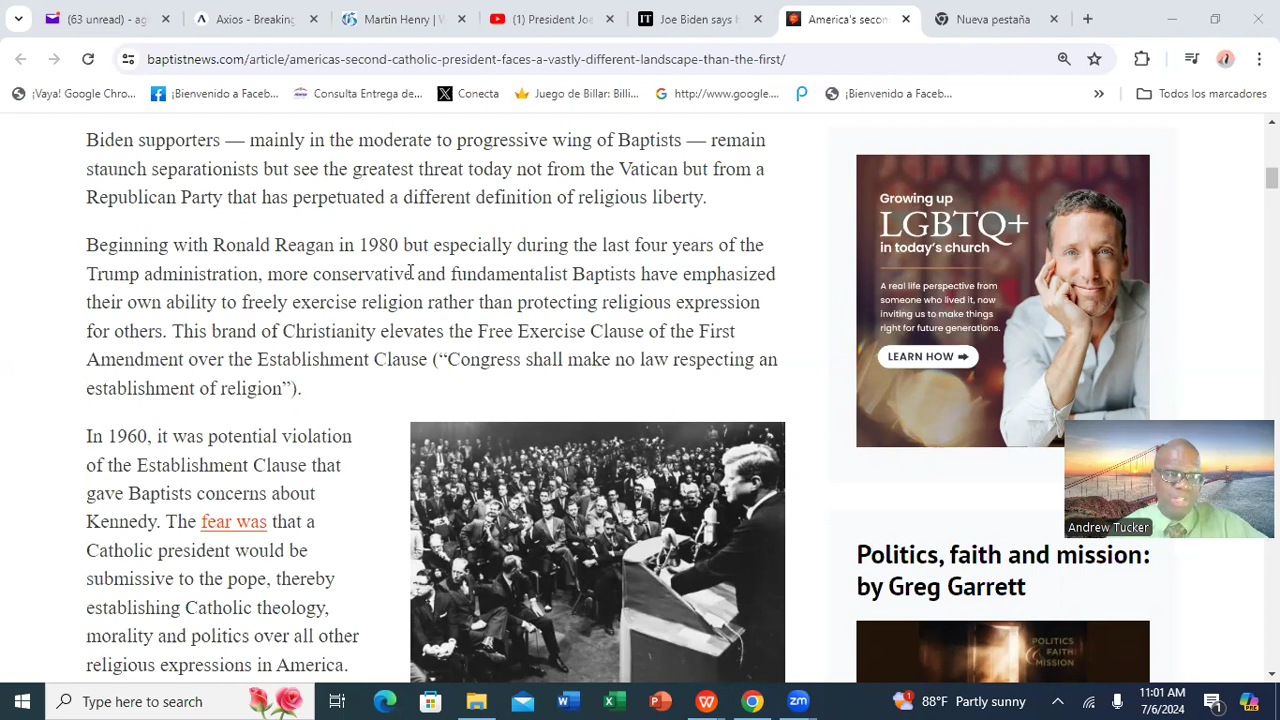 (63 unread) - ag
Axios - Breaking
Martin Henry | V
(1) President Joe
Joe Biden says h
America's secon
Nueva pestaña
baptistnews.com/article/americas-second-catholic-president-faces-a-vastly-different-landscape-than-the-first/
¡Vaya! Google Chro...
¡Bienvenido a Faceb...
Consulta Entrega de...
Conecta
Juego de Billar: Billi...
http://www.google....
¡Bienvenido a Faceb...
Todos los marcadores
Biden supporters — mainly in the moderate to progressive wing of Baptists — remain
staunch separationists but see the greatest threat today not from the Vatican but from a
Republican Party that has perpetuated a different definition of religious liberty.
Beginning with Ronald Reagan in 1980 but especially during the last four years of the
Trump administration, more conservative and fundamentalist Baptists have emphasized
their own ability to freely exercise religion rather than protecting religious expression
for others. This brand of Christianity elevates the Free Exercise Clause of the First
Amendment over the Establishment Clause (“Congress shall make no law respecting an
establishment of religion”).
In 1960, it was potential violation
of the Establishment Clause that
gave Baptists concerns about
Kennedy. The fear was that a
Catholic president would be
submissive to the pope, thereby
establishing Catholic theology,
morality and politics over all other
religious expressions in America.
Growing up
LGBTQ+
in today's church
A real life perspective from
someone who lived it, now
inviting us to make things
right for future generations.
LEARN HOW
Andrew Tucker
Politics, faith and mission:
by Greg Garrett
POLITICS
FAITH
& MISSION
Type here to search
88°F Partly sunny
11:01 AM
7/6/2024